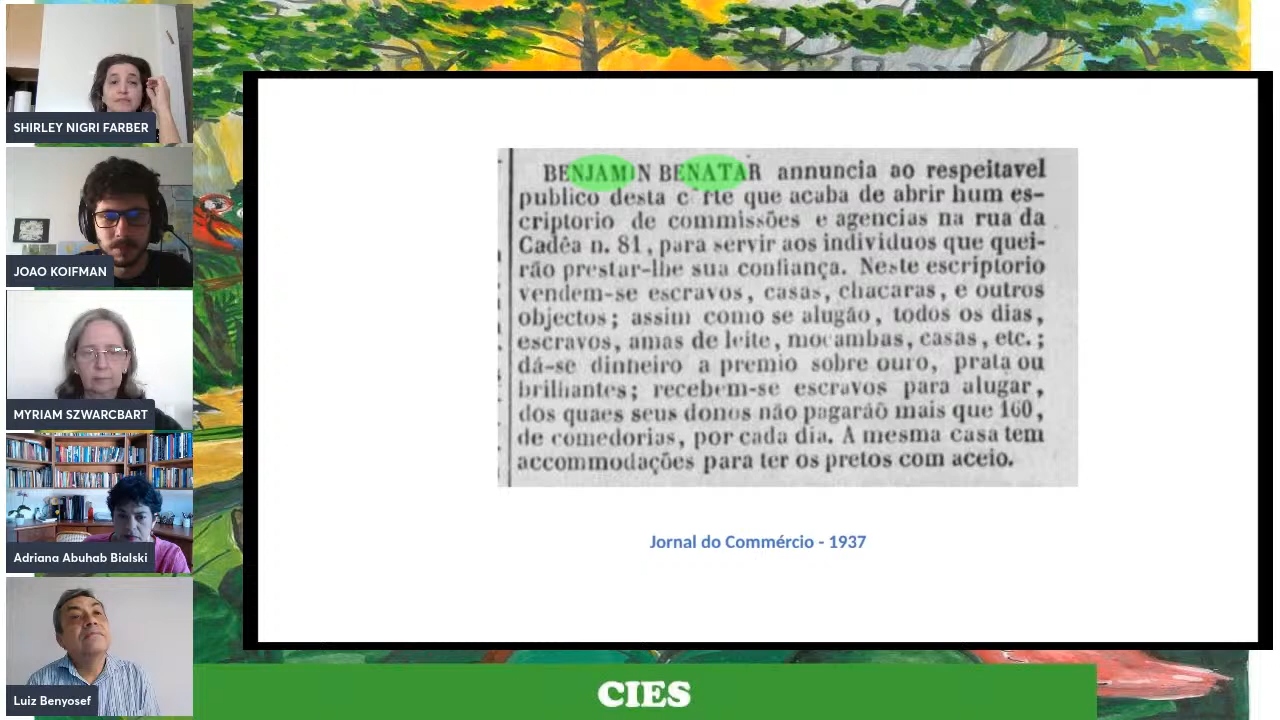 SHIRLEY NIGRI FARBER
JOAO KOIFMAN
MYRIAM SZWARCBART
Adriana Abuhab Bialski
Luiz Benyosef
BENJAMIN BENATAR annuncia ao respeitavel
publico desta c rte que acaba de abrir hum es-
criptorio de commissões e agencias na rua da
Cadêa n. 81, para servir aos individuos que quei-
rão prestar-lhe sua confiança. Neste escriptorio
vendem-se escravos, casas, chacaras, e outros
objectos; assim como se alugão, todos os dias,
escravos, amas de leite, mocambas, casas, etc.;
dá-se dinheiro a premio sobre ouro, prata ou
brilhantes; recebem-se escravos para alugar,
dos quaes seus donos não pagaráõ mais que 160,
de comedorias, por cada dia. A mesma casa tem
accommodações para ter os pretos com aceio.
Jornal do Commércio - 1937
CIES